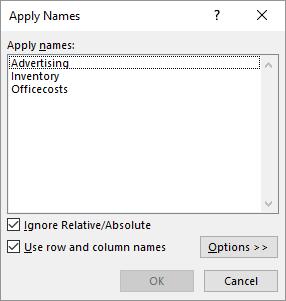 Apply Names
?
Apply names:
Advertising
Inventory
Officecosts
Ignore Relative/Absolute
Use row and column names
Options >>
OK
Cancel